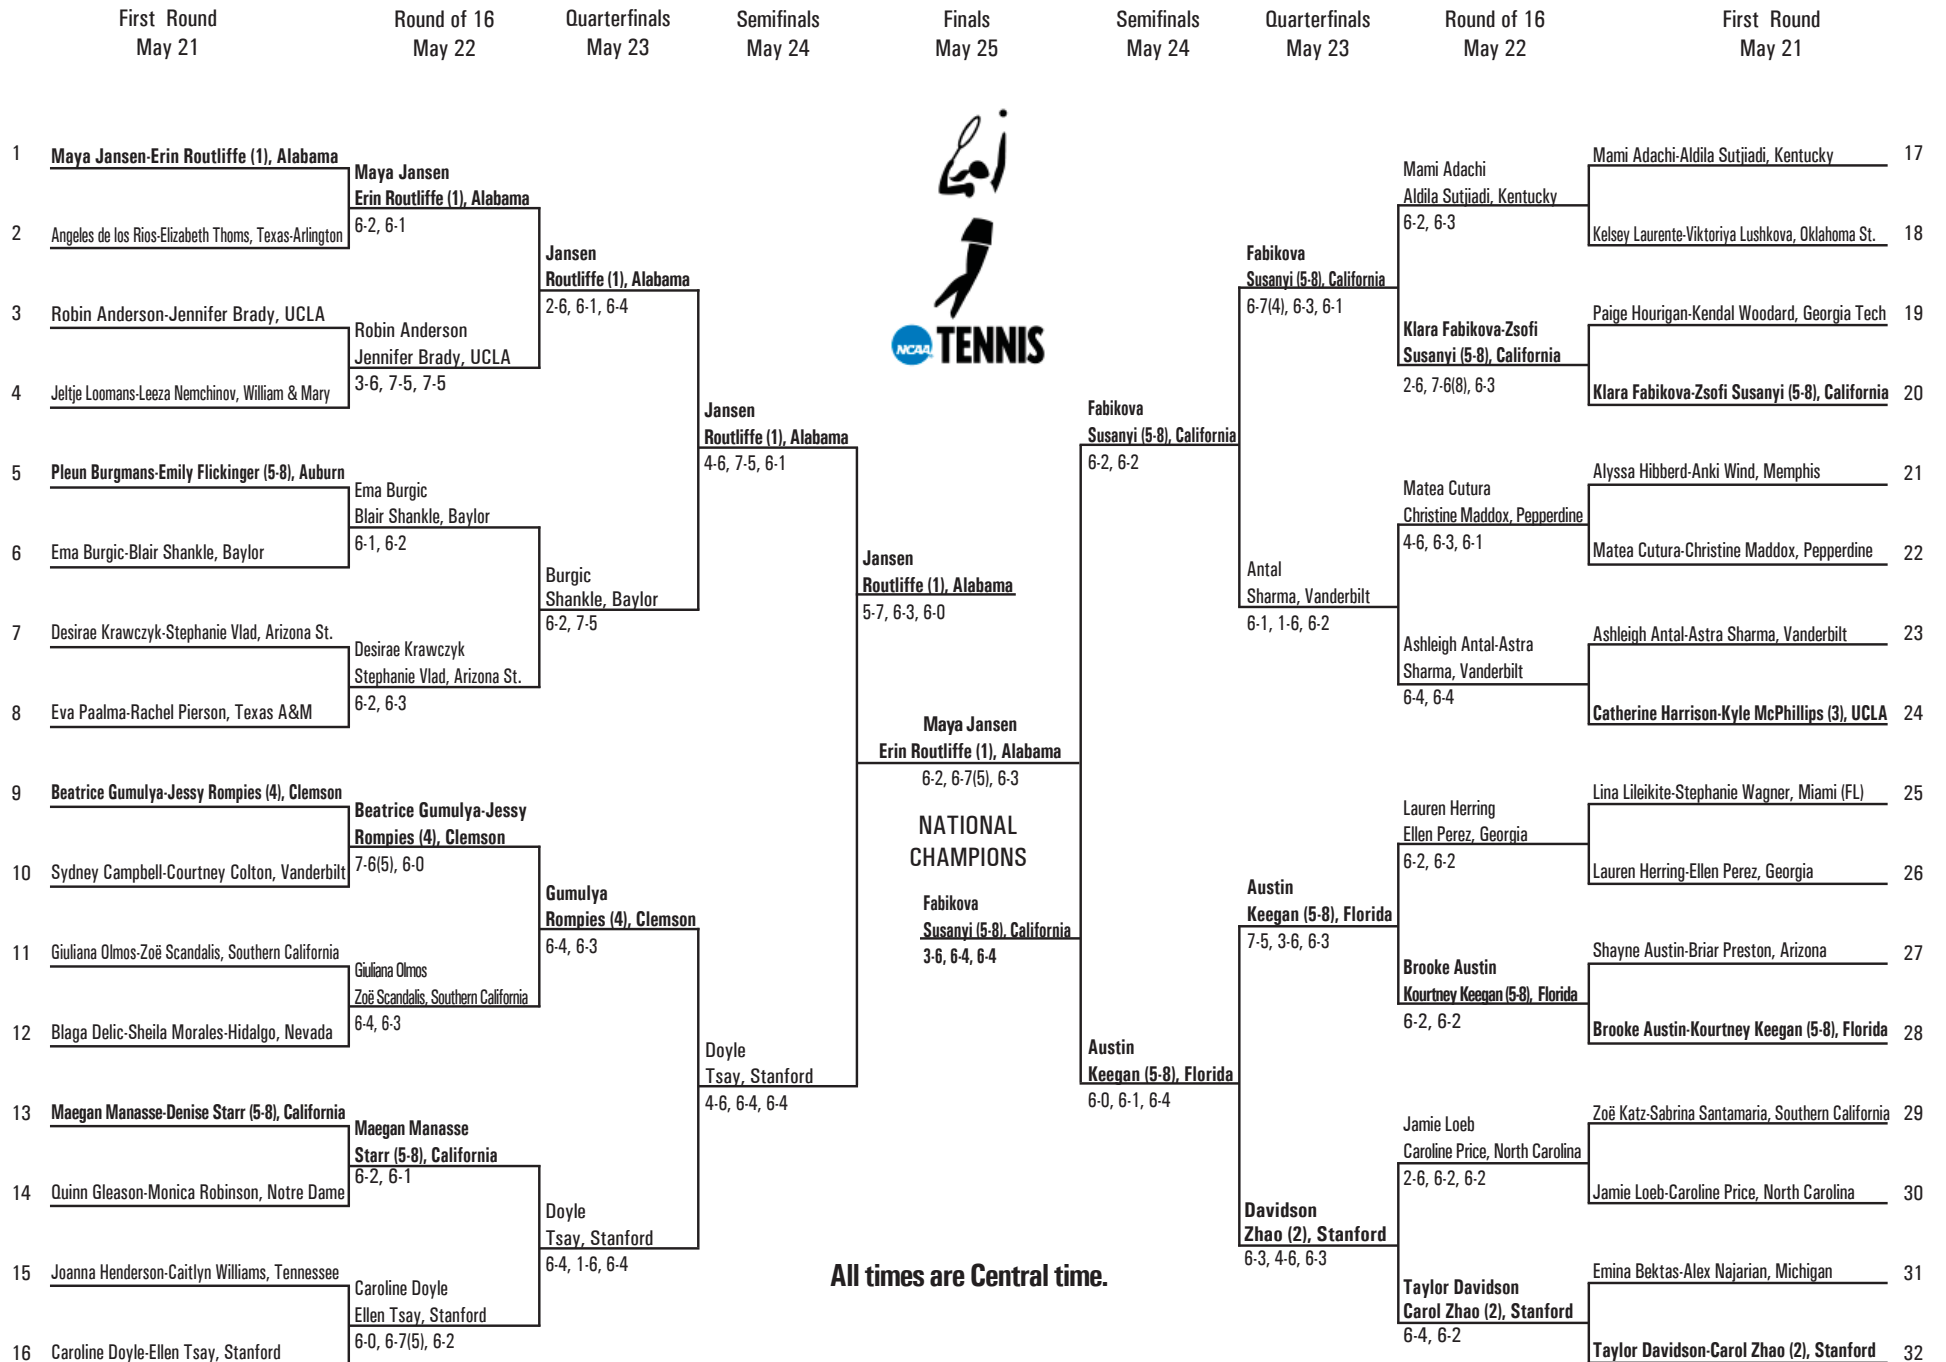 First Round
May 21
Round of 16
May 22
Quarterfinals
May 23
Semifinals
May 24
Finals
May 25
Semifinals
May 24
Quarterfinals
May 23
Round of 16
May 22
First Round
May 21
1 Maya Jansen-Erin Routliffe (1), Alabama
2 Angeles de los Rios-Elizabeth Thoms, Texas-Arlington
3 Robin Anderson-Jennifer Brady, UCLA
4 Jeltje Loomans-Leeza Nemchinov, William & Mary
5 Pleun Burgmans-Emily Flickinger (5-8), Auburn
6 Ema Burgic-Blair Shankle, Baylor
7 Desirae Krawczyk-Stephanie Vlad, Arizona St.
8 Eva Paalma-Rachel Pierson, Texas A&M
9 Beatrice Gumulya-Jessy Rompies (4), Clemson
10 Sydney Campbell-Courtney Colton, Vanderbilt
11 Giuliana Olmos-Zoë Scandalis, Southern California
12 Blaga Delic-Sheila Morales-Hidalgo, Nevada
13 Maegan Manasse-Denise Starr (5-8), California
14 Quinn Gleason-Monica Robinson, Notre Dame
15 Joanna Henderson-Caitlyn Williams, Tennessee
16 Caroline Doyle-Ellen Tsay, Stanford
Maya Jansen
Erin Routliffe (1), Alabama
6-2, 6-1
Robin Anderson
Jennifer Brady, UCLA
3-6, 7-5, 7-5
Ema Burgic
Blair Shankle, Baylor
6-1, 6-2
Desirae Krawczyk
Stephanie Vlad, Arizona St.
6-2, 6-3
Beatrice Gumulya-Jessy
Rompies (4), Clemson
7-6(5), 6-0
Giuliana Olmos
Zoë Scandalis, Southern California
6-4, 6-3
Maegan Manasse
Starr (5-8), California
6-2, 6-1
Caroline Doyle
Ellen Tsay, Stanford
6-0, 6-7(5), 6-2
Jansen
Routliffe (1), Alabama
2-6, 6-1, 6-4
Burgic
Shankle, Baylor
6-2, 7-5
Gumulya
Rompies (4), Clemson
6-4, 6-3
Doyle
Tsay, Stanford
6-4, 1-6, 6-4
Jansen
Routliffe (1), Alabama
4-6, 7-5, 6-1
Doyle
Tsay, Stanford
4-6, 6-4, 6-4
NCAA TENNIS
Jansen
Routliffe (1), Alabama
5-7, 6-3, 6-0
Maya Jansen
Erin Routliffe (1), Alabama
6-2, 6-7(5), 6-3
NATIONAL
CHAMPIONS
Fabikova
Susanyi (5-8), California
3-6, 6-4, 6-4
All times are Central time.
Fabikova
Susanyi (5-8), California
6-2, 6-2
Austin
Keegan (5-8), Florida
6-0, 6-1, 6-4
Fabikova
Susanyi (5-8), California
6-7(4), 6-3, 6-1
Antal
Sharma, Vanderbilt
6-1, 1-6, 6-2
Austin
Keegan (5-8), Florida
7-5, 3-6, 6-3
Davidson
Zhao (2), Stanford
6-3, 4-6, 6-3
Mami Adachi
Aldila Sutjiadi, Kentucky
6-2, 6-3
Klara Fabikova-Zsofi
Susanyi (5-8), California
2-6, 7-6(8), 6-3
Matea Cutura
Christine Maddox, Pepperdine
4-6, 6-3, 6-1
Ashleigh Antal-Astra
Sharma, Vanderbilt
6-4, 6-4
Lauren Herring
Ellen Perez, Georgia
6-2, 6-2
Brooke Austin
Kourtney Keegan (5-8), Florida
6-2, 6-2
Jamie Loeb
Caroline Price, North Carolina
2-6, 6-2, 6-2
Taylor Davidson
Carol Zhao (2), Stanford
6-4, 6-2
Mami Adachi-Aldila Sutjiadi, Kentucky 17
Kelsey Laurente-Viktoriya Lushkova, Oklahoma St. 18
Paige Hourigan-Kendal Woodard, Georgia Tech 19
Klara Fabikova-Zsofi Susanyi (5-8), California 20
Alyssa Hibberd-Anki Wind, Memphis 21
Matea Cutura-Christine Maddox, Pepperdine 22
Ashleigh Antal-Astra Sharma, Vanderbilt 23
Catherine Harrison-Kyle McPhillips (3), UCLA 24
Lina Lileikite-Stephanie Wagner, Miami (FL) 25
Lauren Herring-Ellen Perez, Georgia 26
Shayne Austin-Briar Preston, Arizona 27
Brooke Austin-Kourtney Keegan (5-8), Florida 28
Zoë Katz-Sabrina Santamaria, Southern California 29
Jamie Loeb-Caroline Price, North Carolina 30
Emina Bektas-Alex Najarian, Michigan 31
Taylor Davidson-Carol Zhao (2), Stanford 32